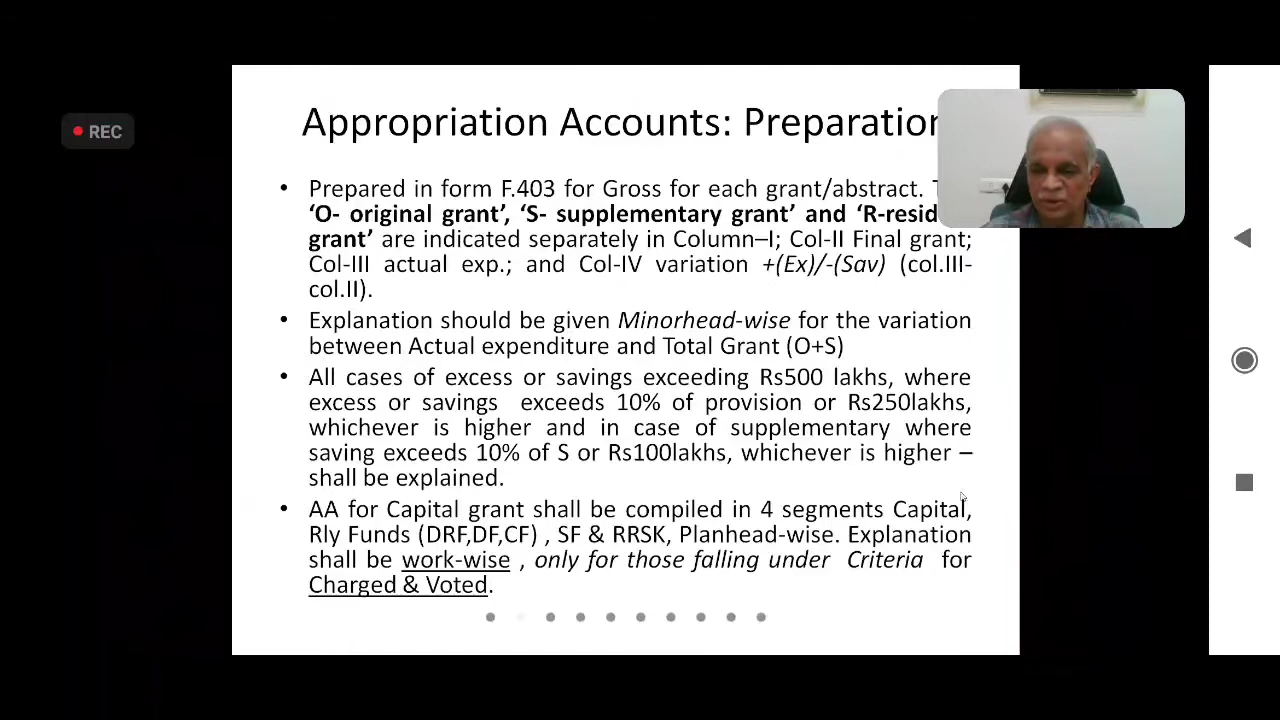 REC
Appropriation Accounts: Preparation
• Prepared in form F.403 for Gross for each grant/abstract.
‘O- original grant’, ‘S- supplementary grant’ and ‘R-resid
grant’ are indicated separately in Column–I; Col-II Final grant;
Col-III actual exp.; and Col-IV variation +(Ex)/-(Sav) (col.III-
col.II).
• Explanation should be given Minorhead-wise for the variation
between Actual expenditure and Total Grant (O+S)
• All cases of excess or savings exceeding Rs500 lakhs, where
excess or savings exceeds 10% of provision or Rs250lakhs,
whichever is higher and in case of supplementary where
saving exceeds 10% of S or Rs100lakhs, whichever is higher –
shall be explained.
• AA for Capital grant shall be compiled in 4 segments Capital,
Rly Funds (DRF,DF,CF) , SF & RRSK, Planhead-wise. Explanation
shall be work-wise , only for those falling under Criteria for
Charged & Voted.